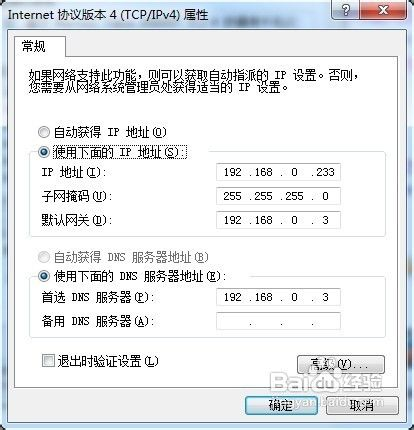 Internet 协议版本 4 (TCP/IPv4) 属性
常规
如果网络支持此功能，则可以获取自动指派的 IP 设置。否则，
您需要从网络系统管理员处获得适当的 IP 设置。
自动获得 IP 地址(O)
使用下面的 IP 地址(S):
IP 地址(I): 192 .168 . 0 .233
子网掩码(U): 255 .255 .255 . 0
默认网关(D): 192 .168 . 0 . 3
自动获得 DNS 服务器地址(B)
使用下面的 DNS 服务器地址(E):
首选 DNS 服务器(P): 192 .168 . 0 . 3
备用 DNS 服务器(A): . . .
退出时验证设置(L)
高级(V)...
Baidu经验
jingyan.baidu.com
确定 取消